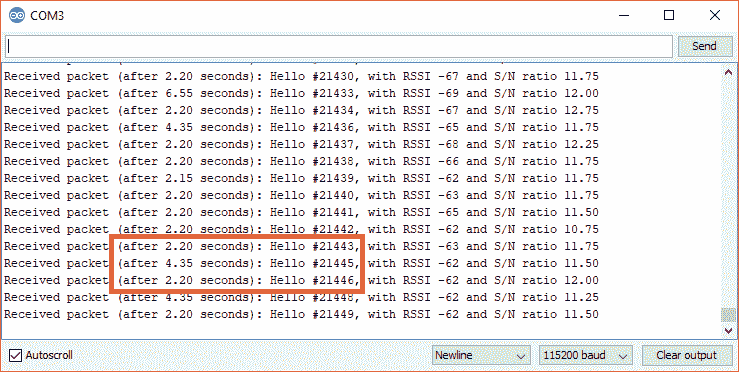 COM3
Send
Received packet (after 2.20 seconds): Hello #21430, with RSSI -67 and S/N ratio 11.75
Received packet (after 6.55 seconds): Hello #21433, with RSSI -69 and S/N ratio 12.00
Received packet (after 2.20 seconds): Hello #21434, with RSSI -67 and S/N ratio 12.75
Received packet (after 4.35 seconds): Hello #21436, with RSSI -65 and S/N ratio 11.75
Received packet (after 2.20 seconds): Hello #21437, with RSSI -68 and S/N ratio 12.25
Received packet (after 2.20 seconds): Hello #21438, with RSSI -66 and S/N ratio 11.75
Received packet (after 2.15 seconds): Hello #21439, with RSSI -62 and S/N ratio 11.75
Received packet (after 2.20 seconds): Hello #21440, with RSSI -63 and S/N ratio 11.75
Received packet (after 2.20 seconds): Hello #21441, with RSSI -65 and S/N ratio 11.50
Received packet (after 2.20 seconds): Hello #21442, with RSSI -62 and S/N ratio 10.75
Received packet (after 2.20 seconds): Hello #21443, with RSSI -63 and S/N ratio 11.75
Received packet (after 4.35 seconds): Hello #21445, with RSSI -62 and S/N ratio 11.50
Received packet (after 2.20 seconds): Hello #21446, with RSSI -62 and S/N ratio 12.00
Received packet (after 4.35 seconds): Hello #21448, with RSSI -62 and S/N ratio 11.25
Received packet (after 2.20 seconds): Hello #21449, with RSSI -62 and S/N ratio 11.50
Autoscroll Newline 115200 baud Clear output